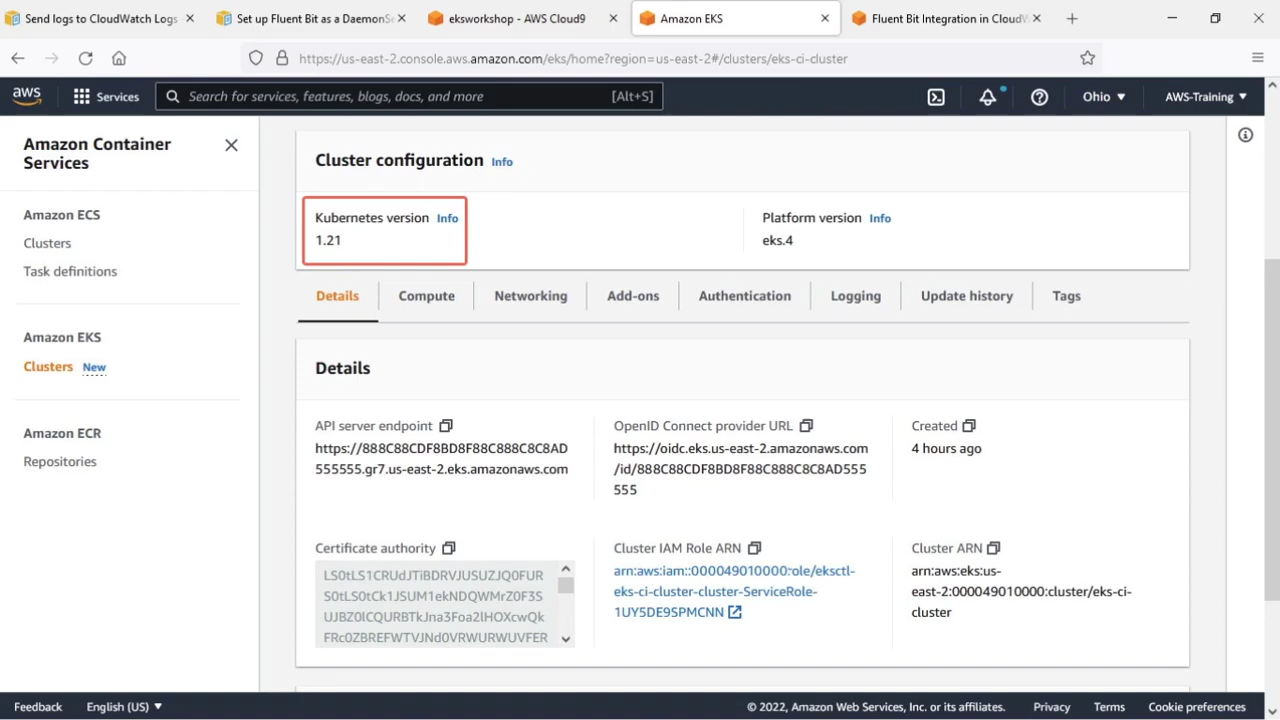 Send logs to CloudWatch Logs
Set up Fluent Bit as a DaemonSe
eksworkshop - AWS Cloud9
Amazon EKS
Fluent Bit Integration in CloudW
https://us-east-2.console.aws.amazon.com/eks/home?region=us-east-2#/clusters/eks-ci-cluster
aws
Services
Search for services, features, blogs, docs, and more
[Alt+S]
Ohio
AWS-Training
Amazon Container
Services
Amazon ECS
Clusters
Task definitions
Amazon EKS
Clusters New
Amazon ECR
Repositories
Cluster configuration Info
Kubernetes version Info
1.21
Platform version Info
eks.4
Details
Compute
Networking
Add-ons
Authentication
Logging
Update history
Tags
Details
API server endpoint
https://888C88CDF8BD8F88C888C8C8AD
555555.gr7.us-east-2.eks.amazonaws.com
OpenID Connect provider URL
https://oidc.eks.us-east-2.amazonaws.com
/id/888C88CDF8BD8F88C888C8C8AD555
555
Created
4 hours ago
Certificate authority
LS0tLS1CRUdJTiBDRVJUSUZJQ0FUR
S0tLS0tCk1JSUM1ekNDQWMrZ0F3S
UJBZ0lCQURBTkJna3Foa2lHOXcwQk
FRc0ZBREFWTVJNd0VRWURWUVFER
Cluster IAM Role ARN
arn:aws:iam::000049010000:ole/eksctl-
eks-ci-cluster-cluster-ServiceRole-
1UY5DE9SPMCNN
Cluster ARN
arn:aws:eks:us-
east-2:000049010000:cluster/eks-ci-
cluster
Feedback
English (US)
© 2022, Amazon Web Services, Inc. or its affiliates.
Privacy
Terms
Cookie preferences